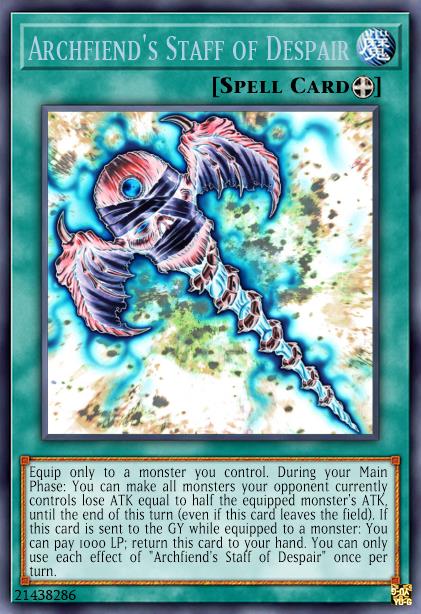 ARCHFIEND'S STAFF OF DESPAIR 魔
[SPELL CARD]
Equip only to a monster you control. During your Main
Phase: You can make all monsters your opponent currently
controls lose ATK equal to half the equipped monster's ATK,
until the end of this turn (even if this card leaves the field). If
this card is sent to the GY while equipped to a monster: You
can pay 1000 LP; return this card to your hand. You can only
use each effect of "Archfiend's Staff of Despair" once per
turn.
21438286